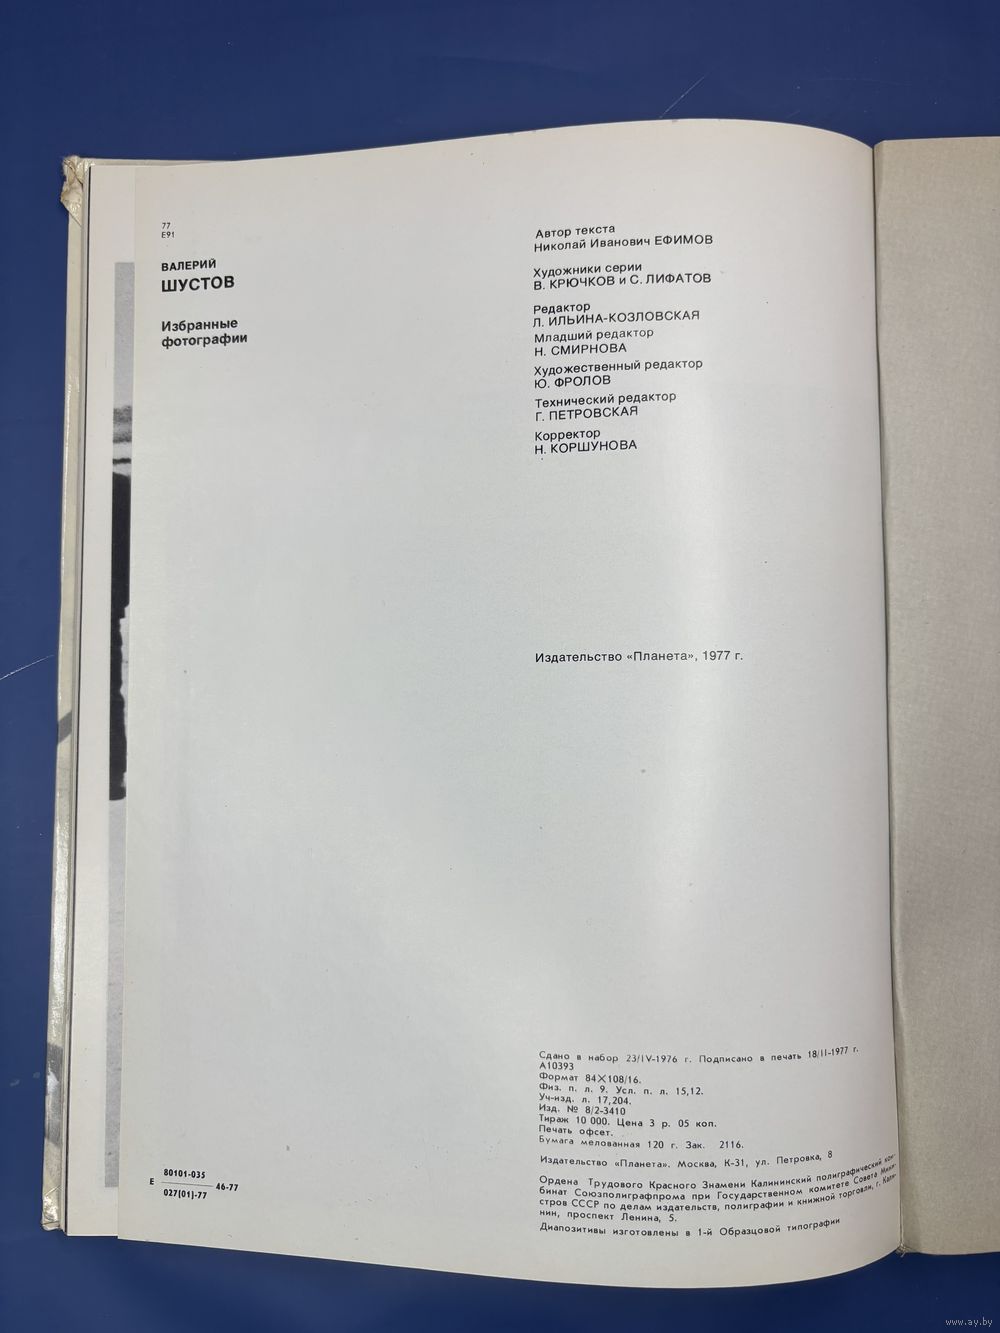 77
Е91
ВАЛЕРИЙ
ШУСТОВ
Избранные
фотографии
Автор текста
Николай Иванович ЕФИМОВ
Художники серии
В. КРЮЧКОВ и С. ЛИФАТОВ
Редактор
Л. ИЛЬИНА-КОЗЛОВСКАЯ
Младший редактор
Н. СМИРНОВА
Художественный редактор
Ю. ФРОЛОВ
Технический редактор
Г. ПЕТРОВСКАЯ
Корректор
Н. КОРШУНОВА
Издательство «Планета», 1977 г.
Сдано в набор 23/IV-1976 г. Подписано в печать 18/II-1977 г.
А10393
Формат 84×108/16.
Физ. п. л. 9. Усл. п. л. 15,12.
Уч-изд. л. 17,204.
Изд. № 8/2-3410
Тираж 10 000. Цена 3 р. 05 коп.
Печать офсет.
Бумага мелованная 120 г. Зак. 2116.
Издательство «Планета». Москва, К-31, ул. Петровка, 8
Ордена Трудового Красного Знамени Калининский полиграфический ком-
бинат Союзполиграфпрома при Государственном комитете Совета Мини-
стров СССР по делам издательств, полиграфии и книжной торговли, г. Кали-
нин, проспект Ленина, 5.
Диапозитивы изготовлены в 1-й Образцовой типографии
80101-035
Е 46-77
027(01)-77
www.ay.by